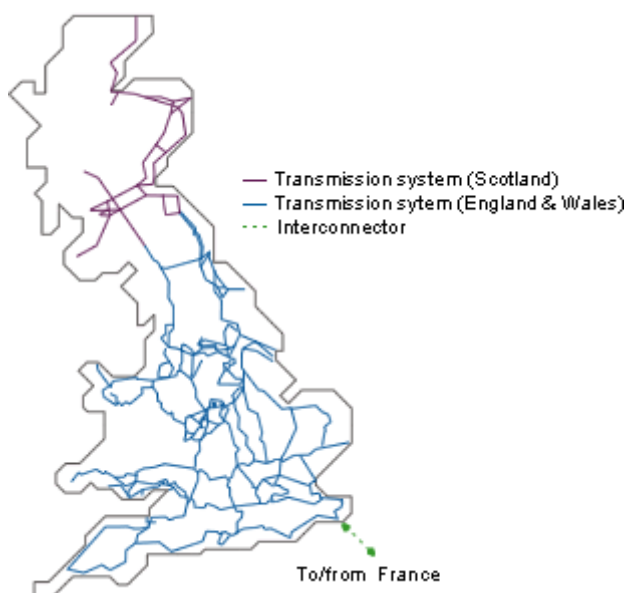 Transmission system (Scotland)
Transmission sytem (England & Wales)
Interconnector
To/from France